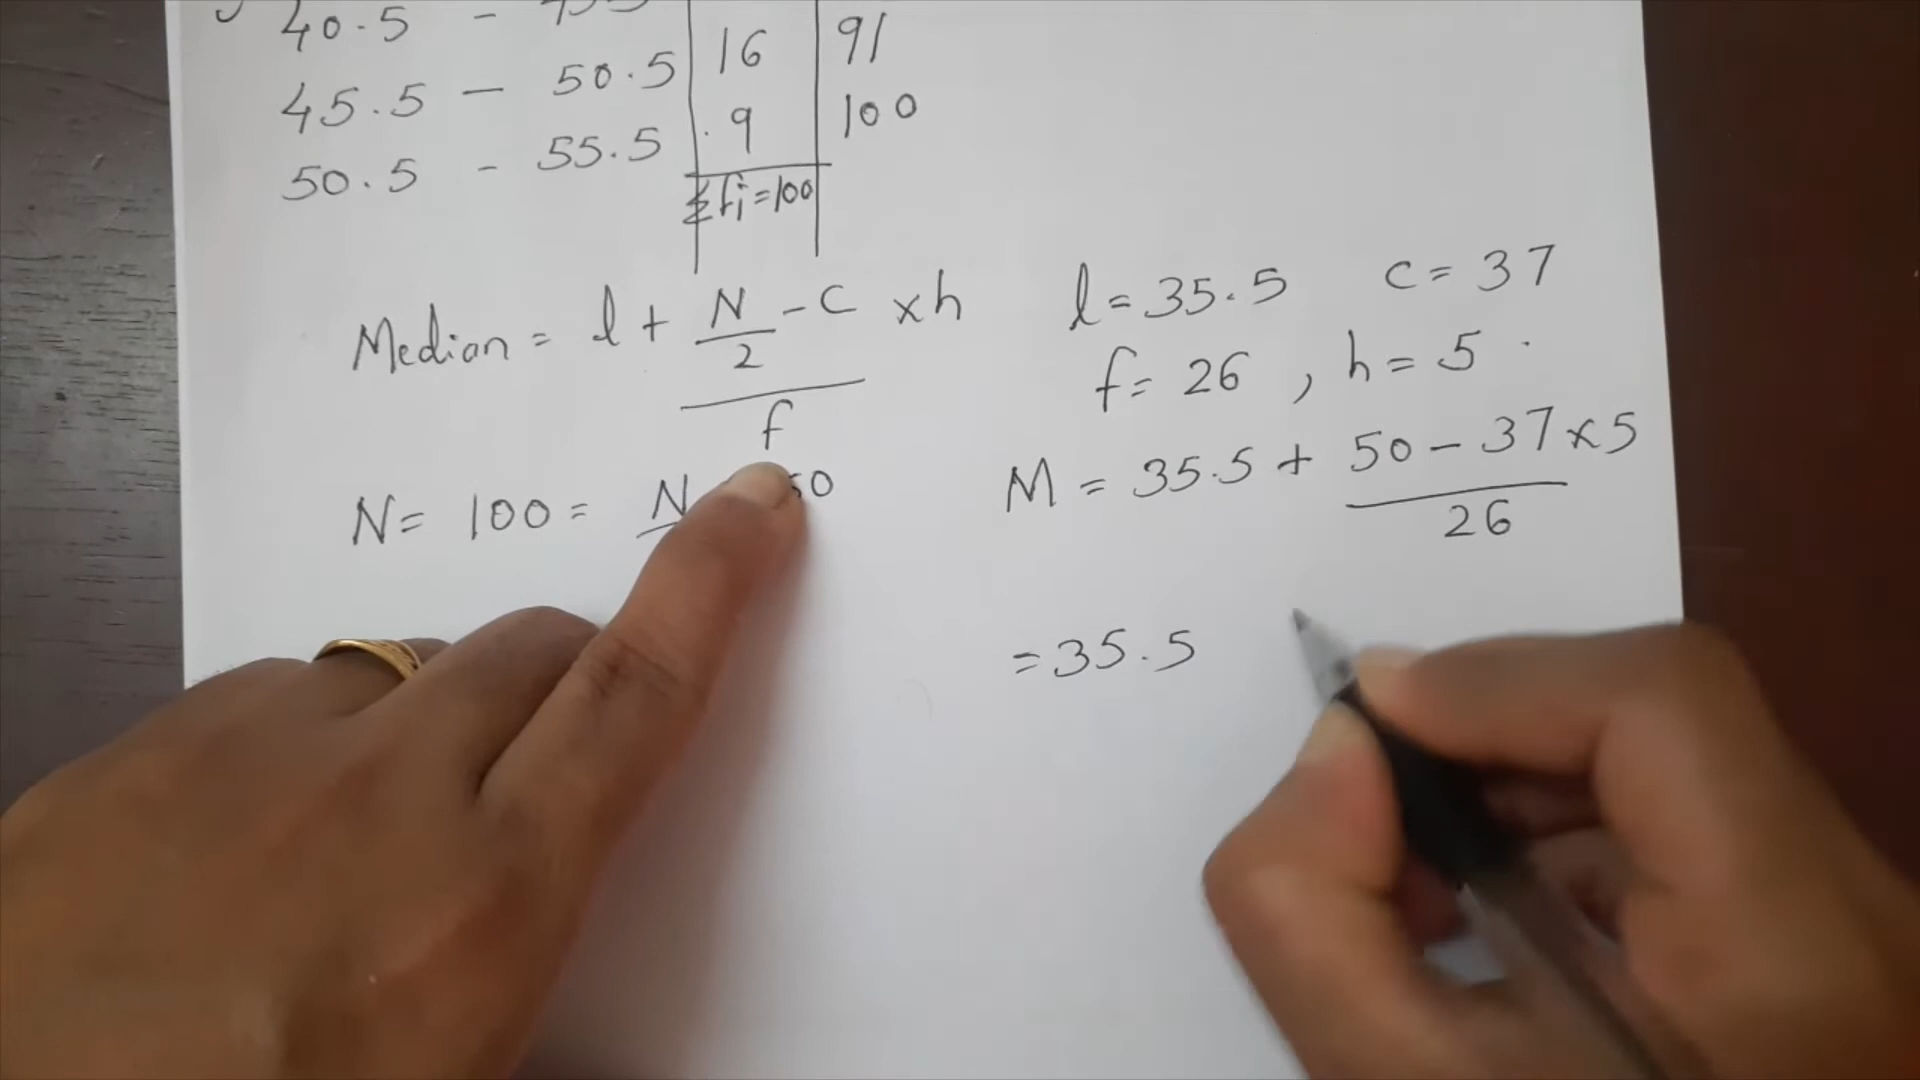 40.5 -
45.5 — 50.5 16 91
50.5 - 55.5 9 100
Σfi=100
Median = l + N/2 - C / f × h
N = 100 = N 50
l = 35.5 C = 37
f = 26 , h = 5 .
M = 35.5 + 50 - 37 × 5 / 26
= 35.5